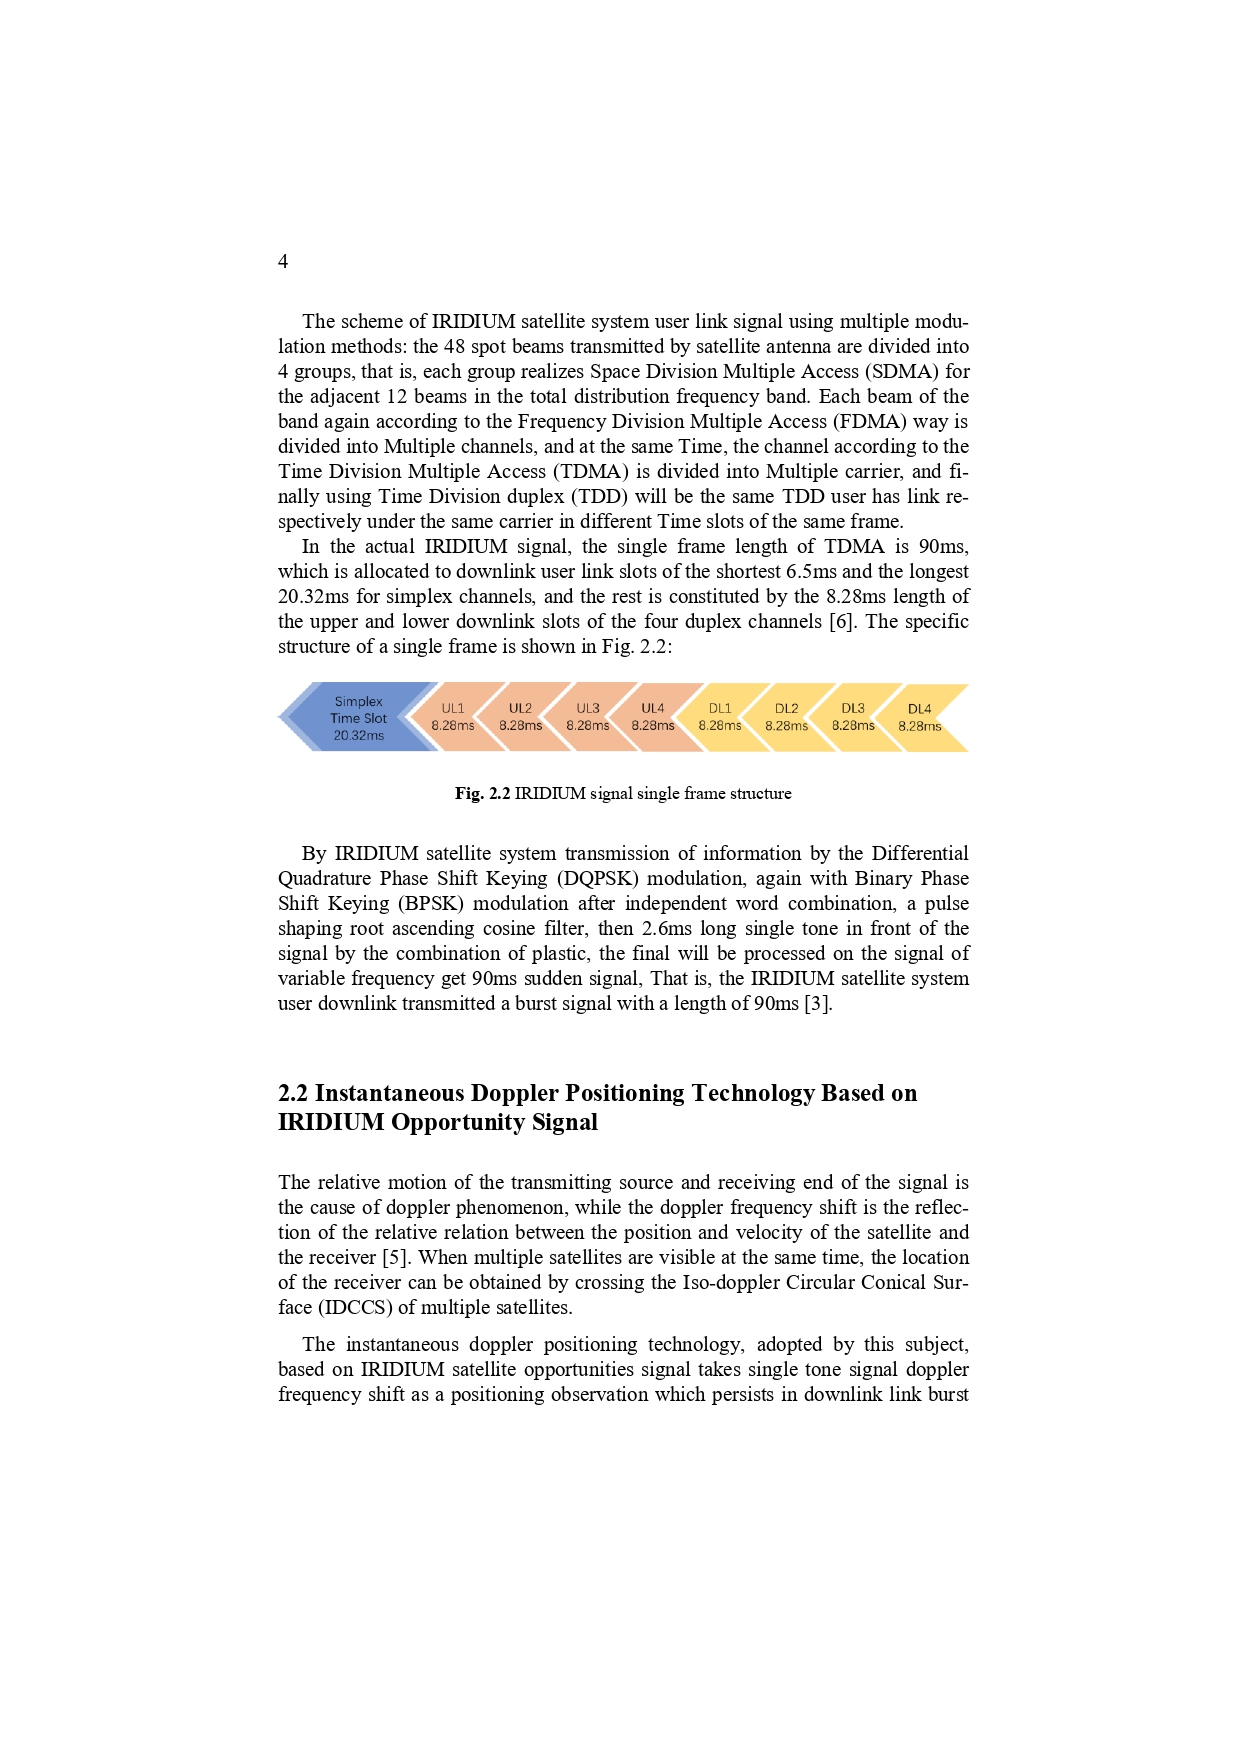 4
The scheme of IRIDIUM satellite system user link signal using multiple modu-
lation methods: the 48 spot beams transmitted by satellite antenna are divided into
4 groups, that is, each group realizes Space Division Multiple Access (SDMA) for
the adjacent 12 beams in the total distribution frequency band. Each beam of the
band again according to the Frequency Division Multiple Access (FDMA) way is
divided into Multiple channels, and at the same Time, the channel according to the
Time Division Multiple Access (TDMA) is divided into Multiple carrier, and fi-
nally using Time Division duplex (TDD) will be the same TDD user has link re-
spectively under the same carrier in different Time slots of the same frame.
In the actual IRIDIUM signal, the single frame length of TDMA is 90ms,
which is allocated to downlink user link slots of the shortest 6.5ms and the longest
20.32ms for simplex channels, and the rest is constituted by the 8.28ms length of
the upper and lower downlink slots of the four duplex channels [6]. The specific
structure of a single frame is shown in Fig. 2.2:
Simplex
Time Slot
20.32ms
UL1
8.28ms
UL2
8.28ms
UL3
8.28ms
UL4
8.28ms
DL1
8.28ms
DL2
8.28ms
DL3
8.28ms
DL4
8.28ms
Fig. 2.2 IRIDIUM signal single frame structure
By IRIDIUM satellite system transmission of information by the Differential
Quadrature Phase Shift Keying (DQPSK) modulation, again with Binary Phase
Shift Keying (BPSK) modulation after independent word combination, a pulse
shaping root ascending cosine filter, then 2.6ms long single tone in front of the
signal by the combination of plastic, the final will be processed on the signal of
variable frequency get 90ms sudden signal, That is, the IRIDIUM satellite system
user downlink transmitted a burst signal with a length of 90ms [3].
2.2 Instantaneous Doppler Positioning Technology Based on
IRIDIUM Opportunity Signal
The relative motion of the transmitting source and receiving end of the signal is
the cause of doppler phenomenon, while the doppler frequency shift is the reflec-
tion of the relative relation between the position and velocity of the satellite and
the receiver [5]. When multiple satellites are visible at the same time, the location
of the receiver can be obtained by crossing the Iso-doppler Circular Conical Sur-
face (IDCCS) of multiple satellites.
The instantaneous doppler positioning technology, adopted by this subject,
based on IRIDIUM satellite opportunities signal takes single tone signal doppler
frequency shift as a positioning observation which persists in downlink link burst